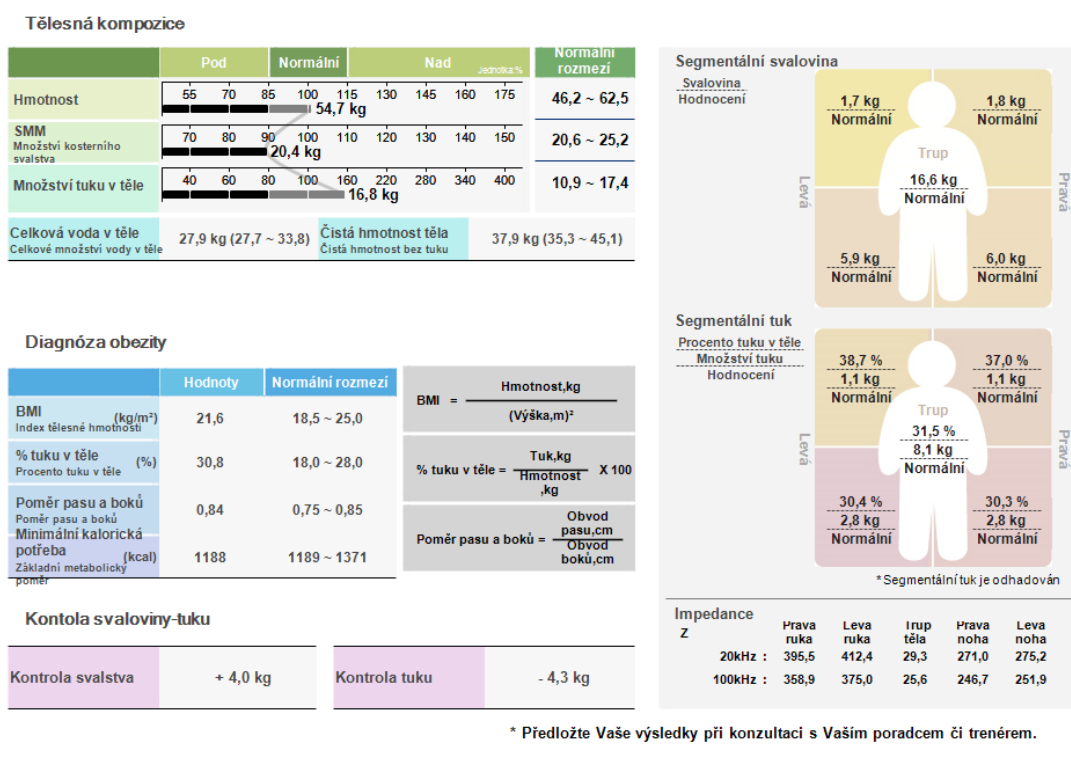 Tělesná kompozice
Pod Normální Nad Jednotka:% Normální rozmezí
Hmotnost 55 70 85 100 115 130 145 160 175 46,2 ~ 62,5
54,7 kg
SMM 70 80 90 100 110 120 130 140 150 20,6 ~ 25,2
Množství kosterního
svalstva
20,4 kg
Množství tuku v těle 40 60 80 100 160 220 280 340 400 10,9 ~ 17,4
16,8 kg
Celková voda v těle 27,9 kg (27,7 ~ 33,8) Čistá hmotnost těla 37,9 kg (35,3 ~ 45,1)
Celkové množství vody v těle Čistá hmotnost bez tuku
Diagnóza obezity
Hodnoty Normální rozmezí
BMI (kg/m²) 21,6 18,5 ~ 25,0
Index tělesné hmotnosti
% tuku v těle (%) 30,8 18,0 ~ 28,0
Procento tuku v těle
Poměr pasu a boků 0,84 0,75 ~ 0,85
Poměr pasu a boků
Minimální kalorická
potřeba (kcal) 1188 1189 ~ 1371
Základní metabolický
poměr
BMI = Hmotnost,kg
(Výška,m)²
% tuku v těle = Tuk,kg X 100
Hmotnost
,kg
Poměr pasu a boků = Obvod
pasu,cm
Obvod
boků,cm
Kontola svaloviny-tuku
Kontrola svalstva + 4,0 kg Kontrola tuku - 4,3 kg
Segmentální svalovina
Svalovina
Hodnocení
1,7 kg 1,8 kg
Normální Normální
Trup
16,6 kg
Normální
Levá Pravá
5,9 kg 6,0 kg
Normální Normální
Segmentální tuk
Procento tuku v těle
Množství tuku
Hodnocení
38,7 % 37,0 %
1,1 kg 1,1 kg
Normální Normální
Trup
31,5 %
8,1 kg
Normální
Levá Pravá
30,4 % 30,3 %
2,8 kg 2,8 kg
Normální Normální
* Segmentální tuk je odhadován
Impedance
Z Prava Leva Trup Prava Leva
ruka ruka těla noha noha
20kHz : 395,5 412,4 29,3 271,0 275,2
100kHz : 358,9 375,0 25,6 246,7 251,9
* Předložte Vaše výsledky při konzultaci s Vaším poradcem či trenérem.